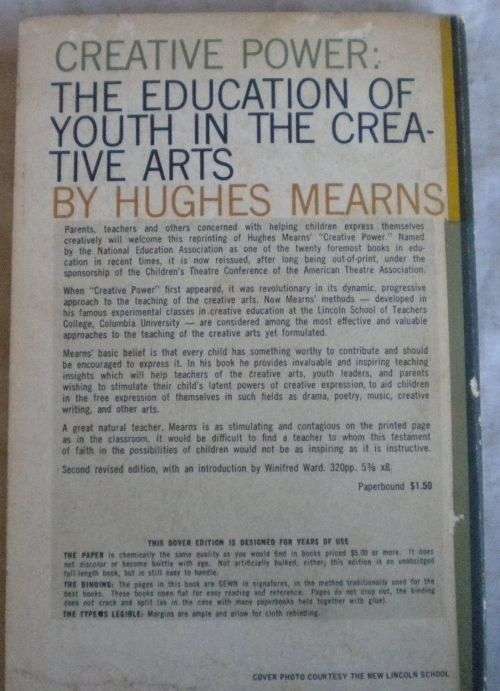 CREATIVE POWER:
THE EDUCATION OF
YOUTH IN THE CREA-
TIVE ARTS
BY HUGHES MEARNS
Parents, teachers and others concerned with helping children express themselves
creatively will welcome this reprinting of Hughes Mearns' "Creative Power." Named
by the National Education Association as one of the twenty foremost books in edu-
cation in recent times, it is now reissued, after long being out-of-print, under the
sponsorship of the Children's Theatre Conference of the American Theatre Association.
When "Creative Power" first appeared, it was revolutionary in its dynamic, progressive
approach to the teaching of the creative arts. Now Mearns' methods — developed in
his famous experimental classes in creative education at the Lincoln School of Teachers
College, Columbia University — are considered among the most effective and valuable
approaches to the teaching of the creative arts yet formulated.
Mearns' basic belief is that every child has something worthy to contribute and should
be encouraged to express it. In his book he provides invaluable and inspiring teaching
insights which will help teachers of the creative arts, youth leaders, and parents
wishing to stimulate their child's latent powers of creative expression, to aid children
in the free expression of themselves in such fields as drama, poetry, music, creative
writing, and other arts.
A great natural teacher, Mearns is as stimulating and contagious on the printed page
as in the classroom. It would be difficult to find a teacher to whom this testament
of faith in the possibilities of children would not be as inspiring as it is instructive.
Second revised edition, with an introduction by Winifred Ward. 320pp. 5⅜ x8.
Paperbound $1.50
THIS DOVER EDITION IS DESIGNED FOR YEARS OF USE
THE PAPER is chemically the same quality as you would find in books priced $5.00 or more. It does
not discolor or become brittle with age. Not artificially bulked, either; this edition is an unabridged
full-length book, but is still easy to handle.
THE BINDING: The pages in this book are SEWN in signatures, in the method traditionally used for the
best books. These books open flat for easy reading and reference. Pages do not drop out, the binding
does not crack and split (as is the case with many paperbooks held together with glue).
THE TYPE IS LEGIBLE: Margins are ample and allow for cloth rebinding.
COVER PHOTO COURTESY THE NEW LINCOLN SCHOOL